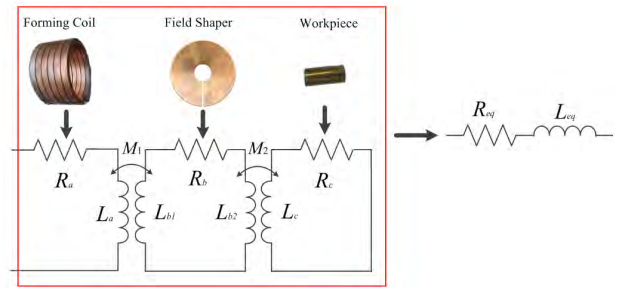 Forming Coil Field Shaper Workpiece
M1 M2
Ra Rb Rc
La Lb1 Lb2 Lc
Req Leq